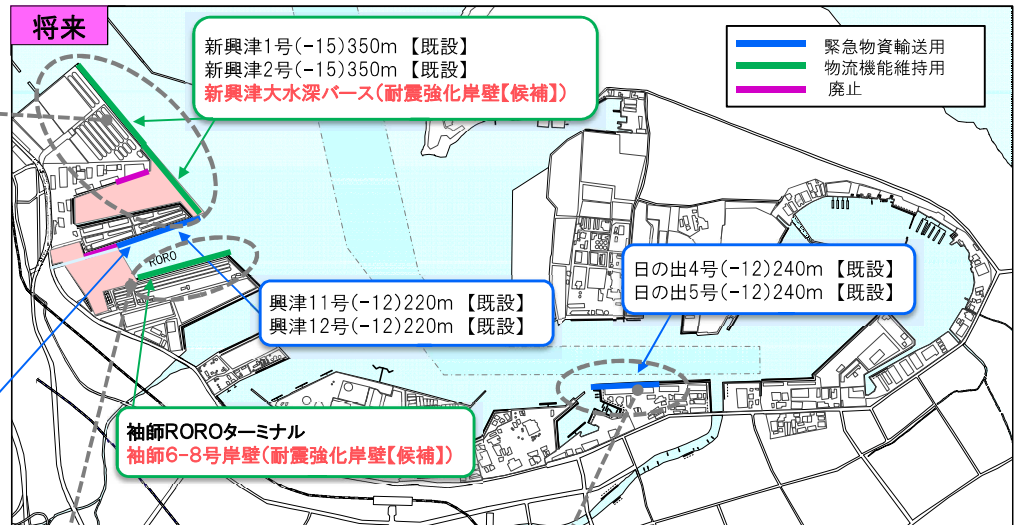 将来
新興津1号(-15)350m 【既設】
新興津2号(-15)350m 【既設】
新興津大水深バース(耐震強化岸壁【候補】)
緊急物資輸送用
物流機能維持用
廃止
RORO
興津11号(-12)220m 【既設】
興津12号(-12)220m 【既設】
日の出4号(-12)240m 【既設】
日の出5号(-12)240m 【既設】
袖師ROROターミナル
袖師6-8号岸壁(耐震強化岸壁【候補】)